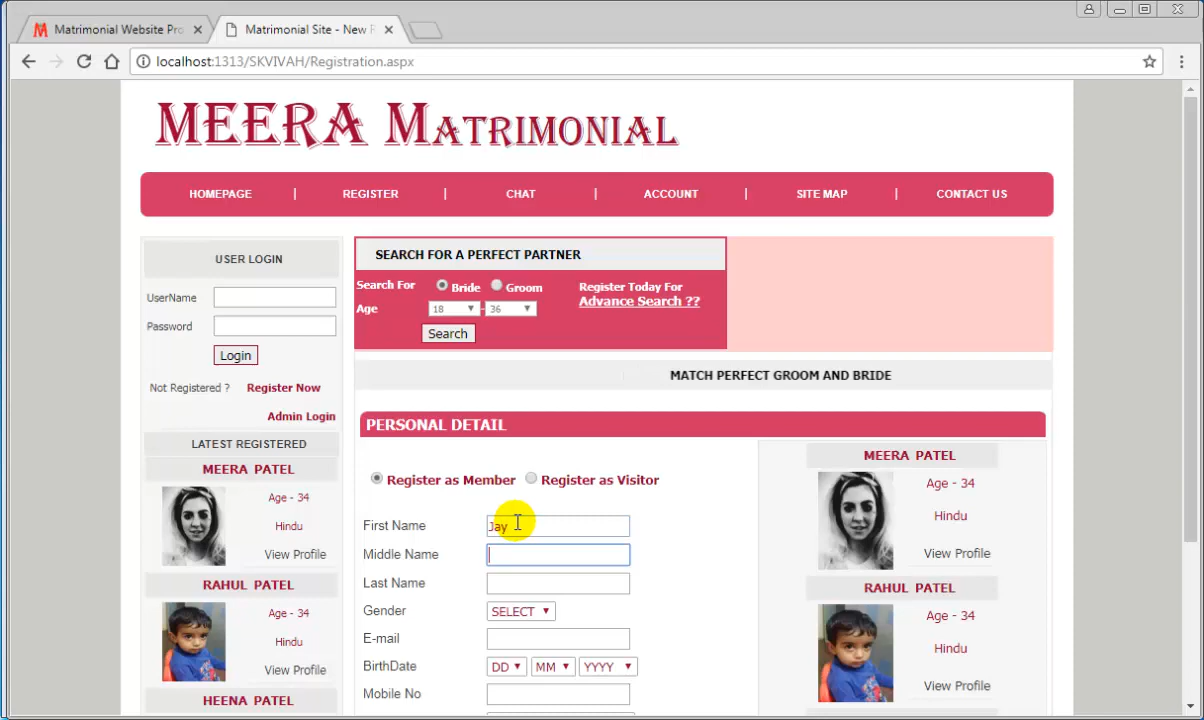 Matrimonial Website Pro
Matrimonial Site - New R
localhost:1313/SKVIVAH/Registration.aspx
MEERA MATRIMONIAL
HOMEPAGE | REGISTER | CHAT | ACCOUNT | SITE MAP | CONTACT US
USER LOGIN
UserName
Password
Login
Not Registered ? Register Now
Admin Login
LATEST REGISTERED
MEERA PATEL
Age - 34
Hindu
View Profile
RAHUL PATEL
Age - 34
Hindu
View Profile
HEENA PATEL
SEARCH FOR A PERFECT PARTNER
Search For Bride Groom
Age 18 - 36
Search
Register Today For
Advance Search ??
MATCH PERFECT GROOM AND BRIDE
PERSONAL DETAIL
Register as Member Register as Visitor
First Name Jay
Middle Name
Last Name
Gender SELECT
E-mail
BirthDate DD MM YYYY
Mobile No
MEERA PATEL
Age - 34
Hindu
View Profile
RAHUL PATEL
Age - 34
Hindu
View Profile